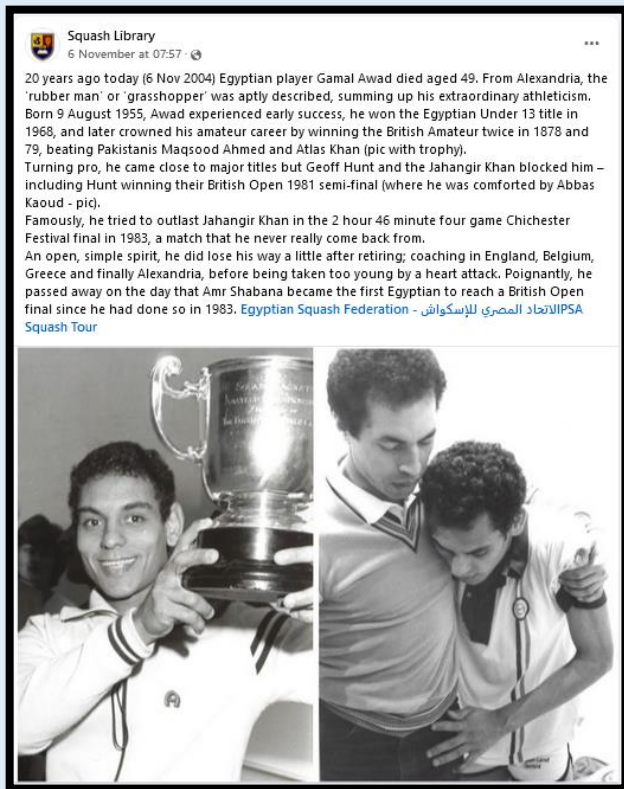 Squash Library
6 November at 07:57 ·
...
20 years ago today (6 Nov 2004) Egyptian player Gamal Awad died aged 49. From Alexandria, the
'rubber man' or 'grasshopper' was aptly described, summing up his extraordinary athleticism.
Born 9 August 1955, Awad experienced early success, he won the Egyptian Under 13 title in
1968, and later crowned his amateur career by winning the British Amateur twice in 1878 and
79, beating Pakistanis Maqsood Ahmed and Atlas Khan (pic with trophy).
Turning pro, he came close to major titles but Geoff Hunt and the Jahangir Khan blocked him –
including Hunt winning their British Open 1981 semi-final (where he was comforted by Abbas
Kaoud - pic).
Famously, he tried to outlast Jahangir Khan in the 2 hour 46 minute four game Chichester
Festival final in 1983, a match that he never really come back from.
An open, simple spirit, he did lose his way a little after retiring; coaching in England, Belgium,
Greece and finally Alexandria, before being taken too young by a heart attack. Poignantly, he
passed away on the day that Amr Shabana became the first Egyptian to reach a British Open
final since he had done so in 1983. Egyptian Squash Federation - الاتحاد المصري للإسكواشPSA
Squash Tour